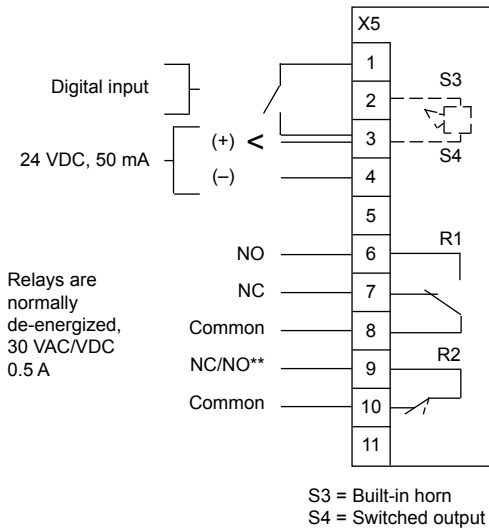 X5
Digital input
1
2
S3
24 VDC, 50 mA
(+) <
3
S4
(–)
4
5
NO
6
R1
Relays are
normally
de-energized,
30 VAC/VDC
0.5 A
NC
7
Common
8
NC/NO**
9
R2
Common
10
11
S3 = Built-in horn
S4 = Switched output